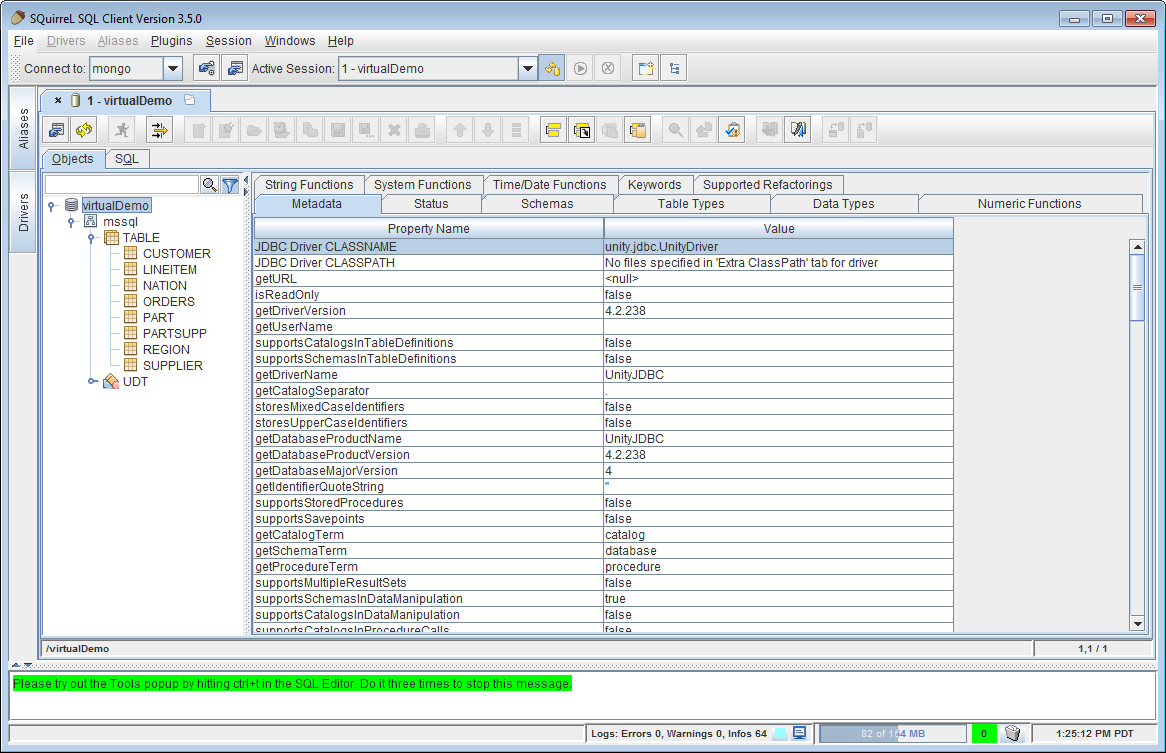 SQuirreL SQL Client Version 3.5.0
File Drivers Aliases Plugins Session Windows Help
Connect to: mongo Active Session: 1 - virtualDemo
1 - virtualDemo
Aliases
Drivers
Objects SQL
virtualDemo
mssql
TABLE
CUSTOMER
LINEITEM
NATION
ORDERS
PART
PARTSUPP
REGION
SUPPLIER
UDT
String Functions System Functions Time/Date Functions Keywords Supported Refactorings
Metadata Status Schemas Table Types Data Types Numeric Functions
Property Name Value
JDBC Driver CLASSNAME unity.jdbc.UnityDriver
JDBC Driver CLASSPATH No files specified in 'Extra ClassPath' tab for driver
getURL <null>
isReadOnly false
getDriverVersion 4.2.238
getUserName
supportsCatalogsInTableDefinitions false
supportsSchemasInTableDefinitions false
getDriverName UnityJDBC
getCatalogSeparator .
storesMixedCaseIdentifiers false
storesUpperCaseIdentifiers false
getDatabaseProductName UnityJDBC
getDatabaseProductVersion 4.2.238
getDatabaseMajorVersion 4
getIdentifierQuoteString "
supportsStoredProcedures false
supportsSavepoints false
getCatalogTerm catalog
getSchemaTerm database
getProcedureTerm procedure
supportsMultipleResultSets false
supportsSchemasInDataManipulation true
supportsCatalogsInDataManipulation false
supportsCatalogsInProcedureCalls false
/virtualDemo 1,1 / 1
Please try out the Tools popup by hitting ctrl+t in the SQL Editor. Do it three times to stop this message.
Logs: Errors 0, Warnings 0, Infos 64 82 of 194 MB 0 1:25:12 PM PDT